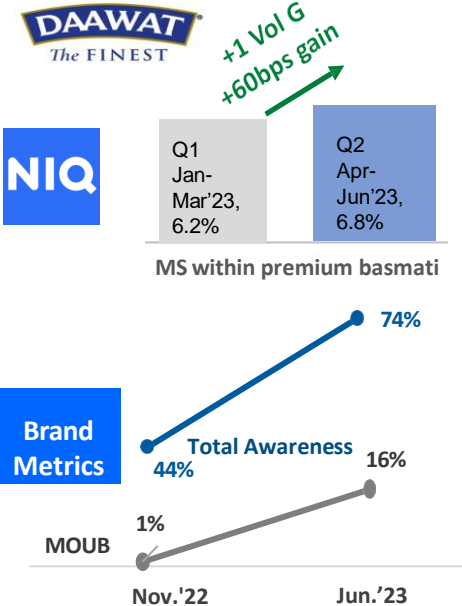 DAAWAT®
The FINEST
+1 Vol G
+60bps gain
NIQ
Q1
Jan-
Mar’23,
6.2%
Q2
Apr-
Jun’23,
6.8%
MS within premium basmati
74%
Brand
Metrics
Total Awareness
44%
16%
1%
MOUB
Nov.'22
Jun.’23